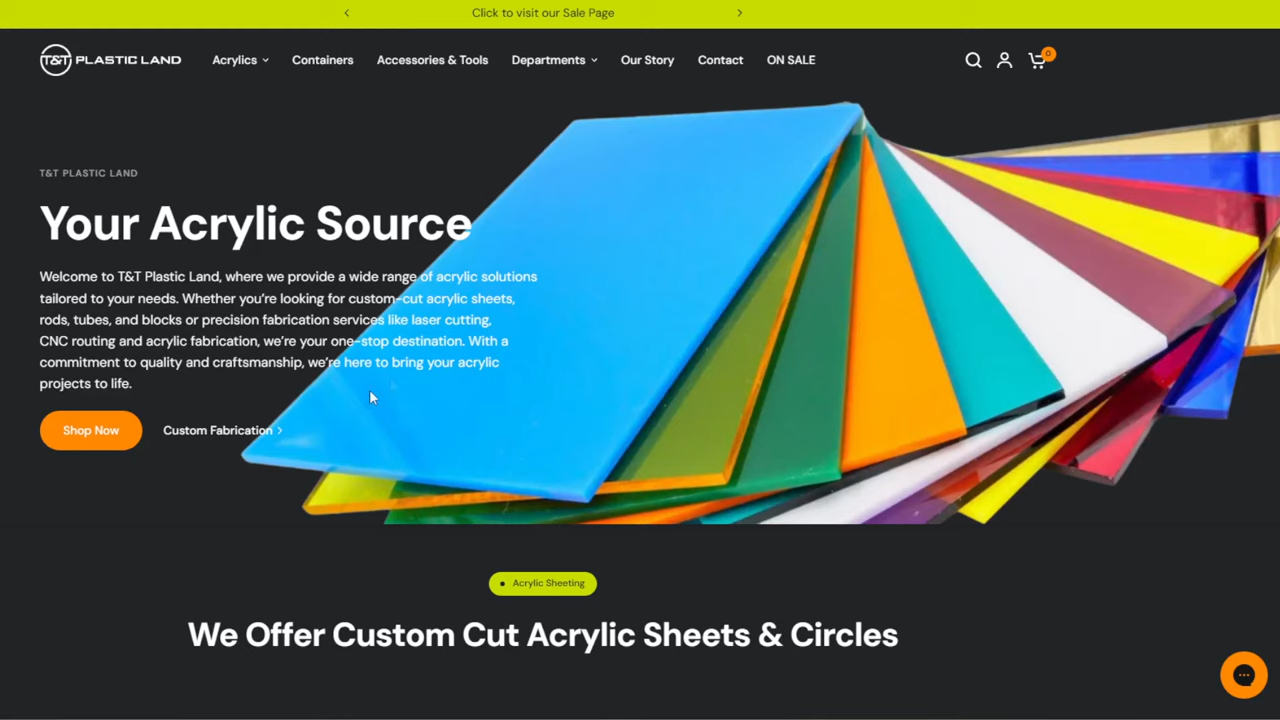 Click to visit our Sale Page
T&T PLASTIC LAND Acrylics Containers Accessories & Tools Departments Our Story Contact ON SALE 0
T&T PLASTIC LAND
Your Acrylic Source
Welcome to T&T Plastic Land, where we provide a wide range of acrylic solutions
tailored to your needs. Whether you're looking for custom-cut acrylic sheets,
rods, tubes, and blocks or precision fabrication services like laser cutting,
CNC routing and acrylic fabrication, we're your one-stop destination. With a
commitment to quality and craftsmanship, we're here to bring your acrylic
projects to life.
Shop Now Custom Fabrication
Acrylic Sheeting
We Offer Custom Cut Acrylic Sheets & Circles